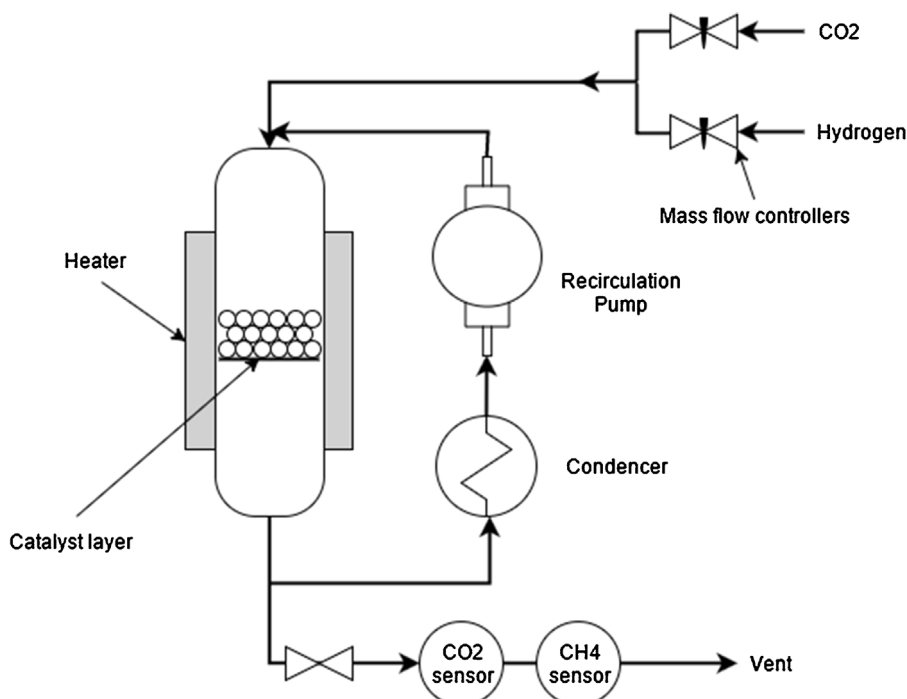 CO2
Hydrogen
Mass flow controllers
Heater
Recirculation
Pump
Condencer
Catalyst layer
CO2
sensor
CH4
sensor
Vent